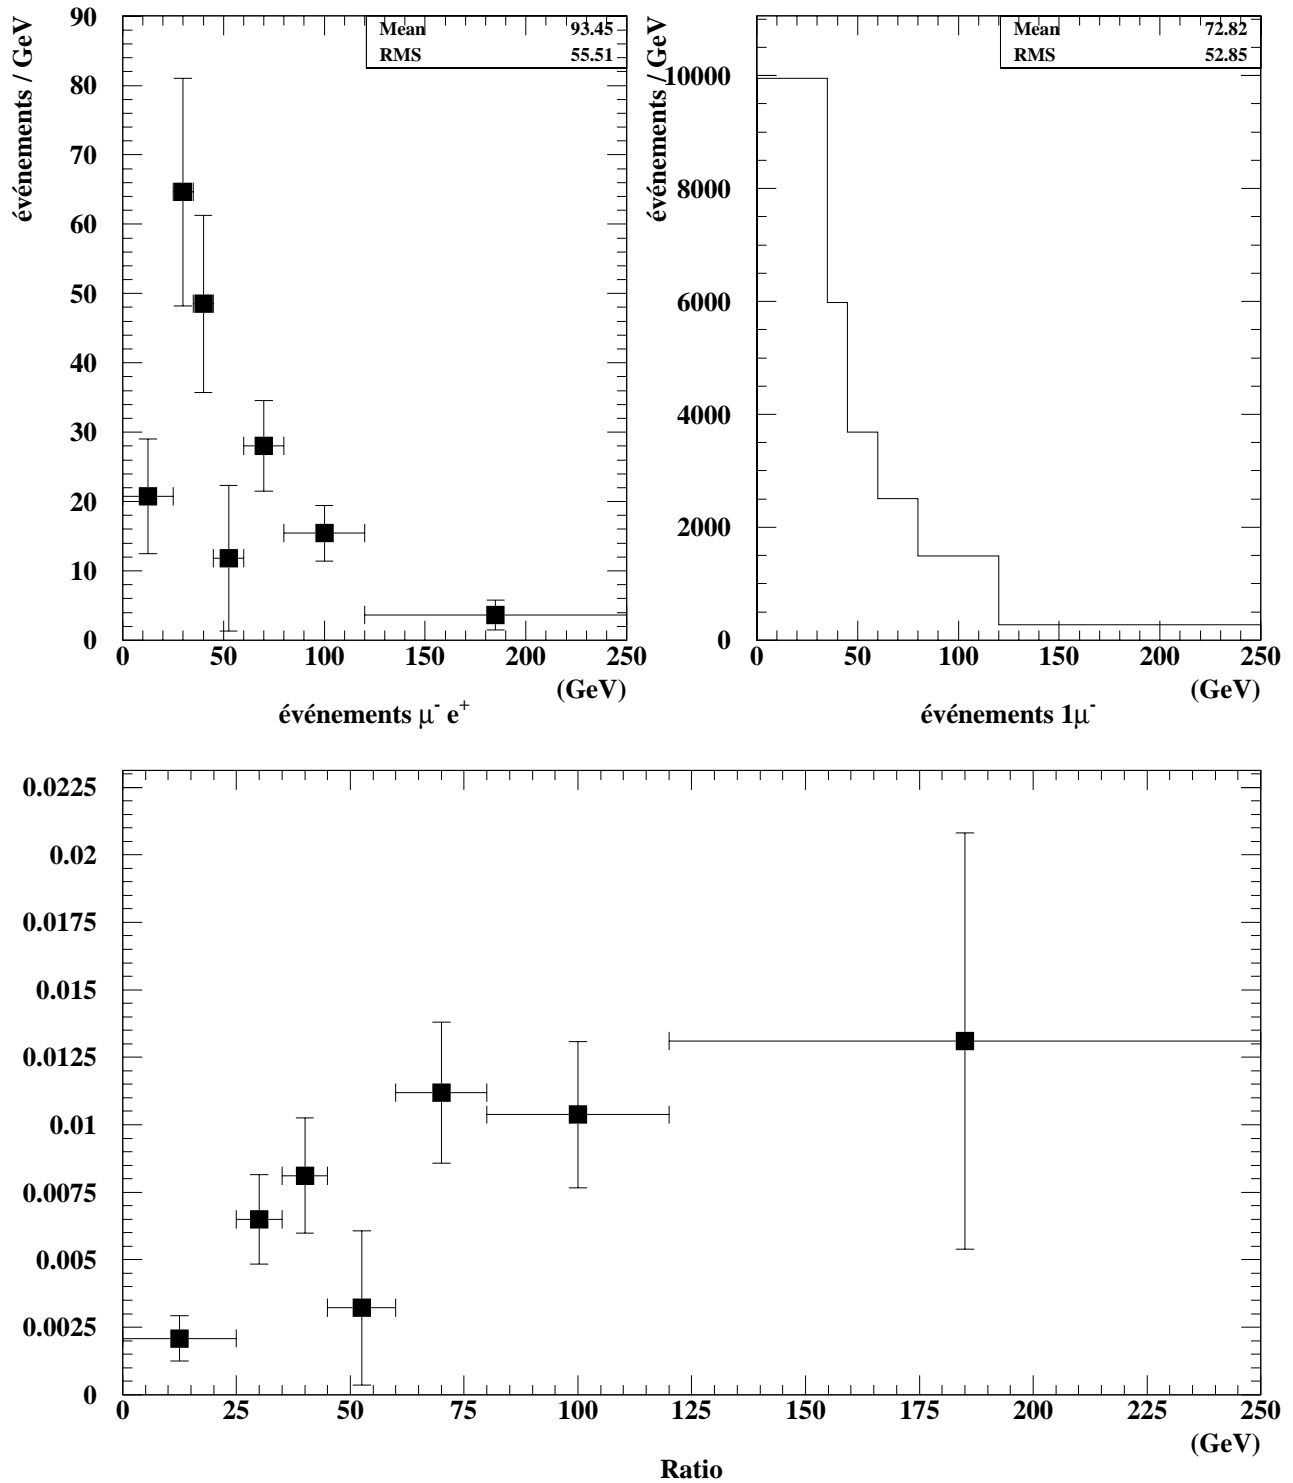 événements / GeV
Mean 93.45
RMS 55.51
90
80
70
60
50
40
30
20
10
0
0 50 100 150 200 250
(GeV)
événements μ⁻ e⁺
événements / GeV
Mean 72.82
RMS 52.85
10000
8000
6000
4000
2000
0
0 50 100 150 200 250
(GeV)
événements 1μ⁻
0.0225
0.02
0.0175
0.015
0.0125
0.01
0.0075
0.005
0.0025
0
0 25 50 75 100 125 150 175 200 225 250
(GeV)
Ratio